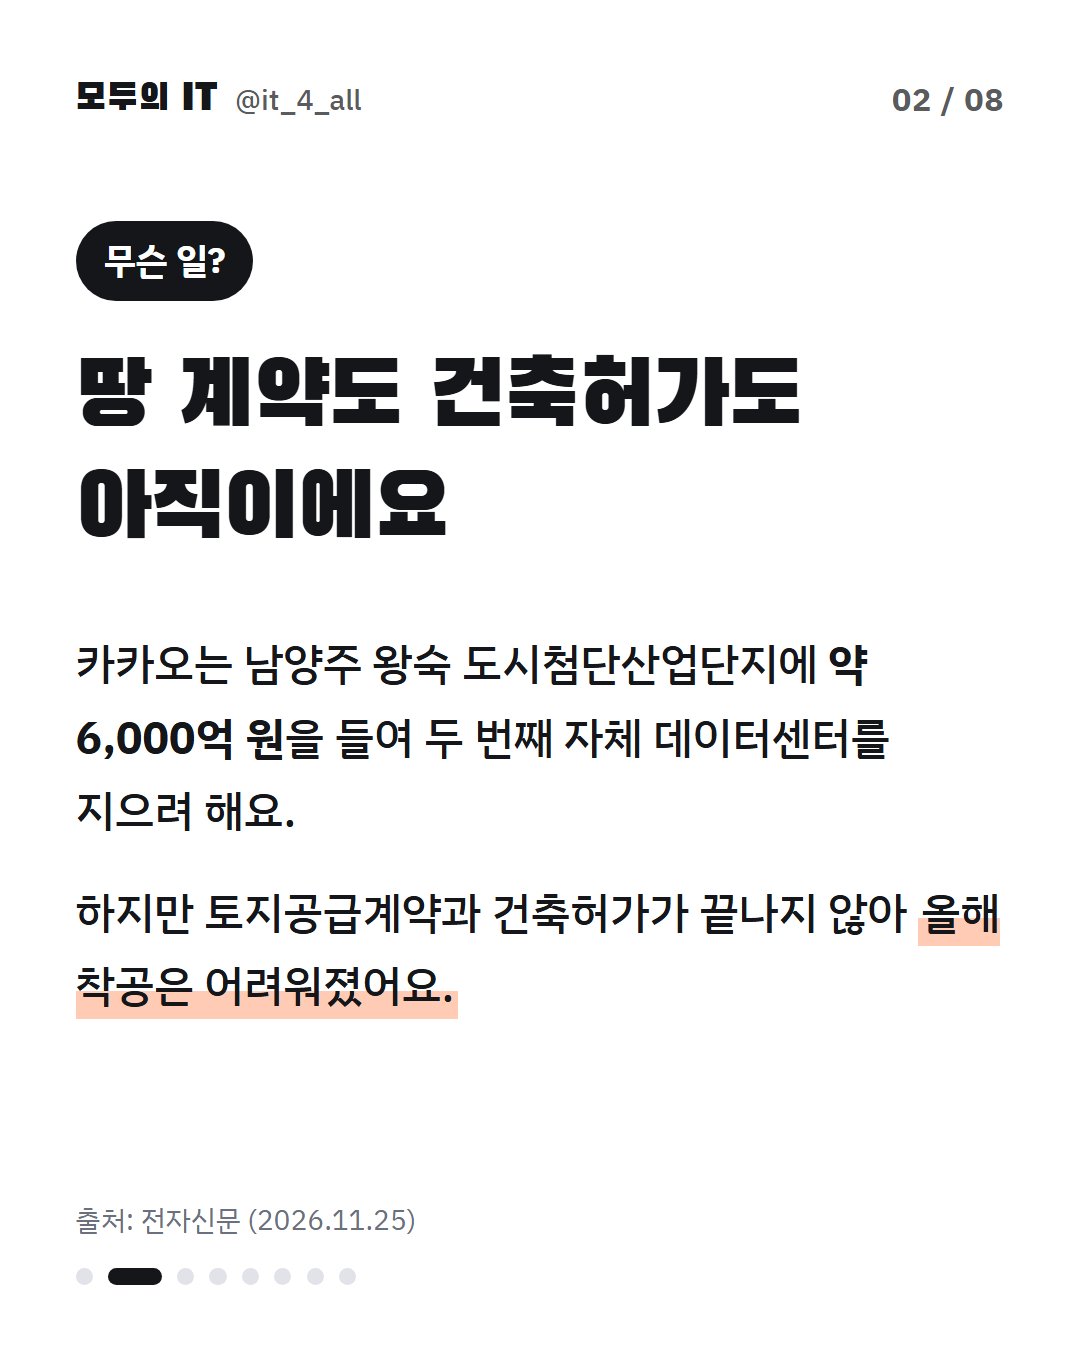 모두의 IT @it_4_all 02 / 08
무슨 일?
땅 계약도 건축허가도
아직이에요
카카오는 남양주 왕숙 도시첨단산업단지에 약
6,000억 원을 들여 두 번째 자체 데이터센터를
지으려 해요.
하지만 토지공급계약과 건축허가가 끝나지 않아 올해
착공은 어려워졌어요.
출처: 전자신문 (2026.11.25)